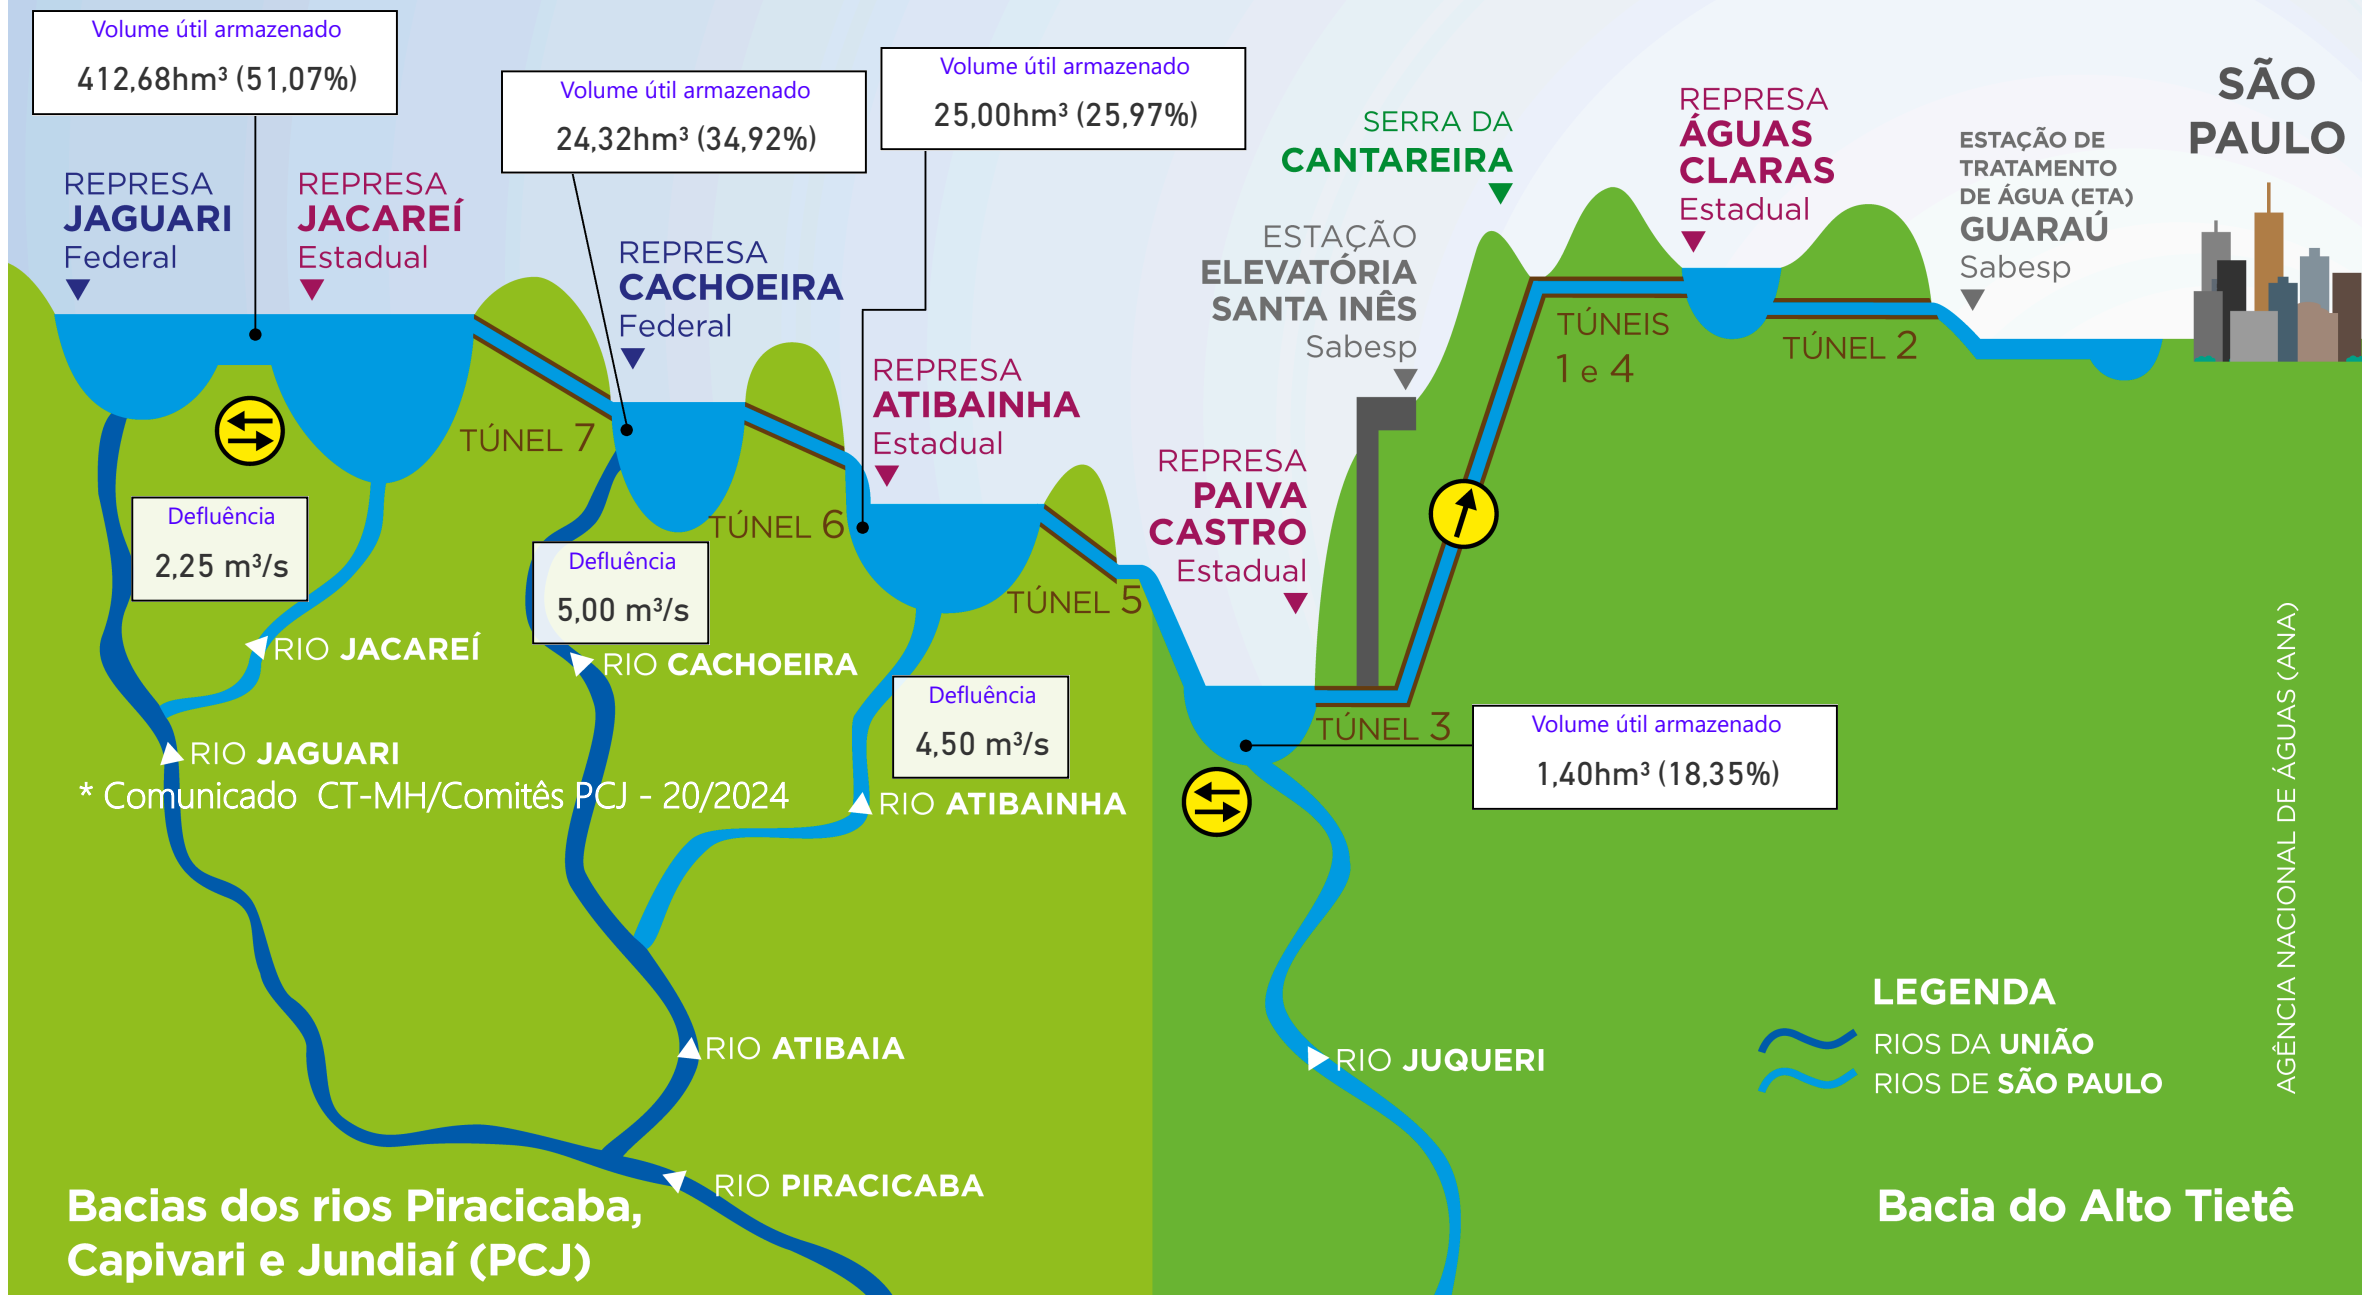 Volume útil armazenado
412,68hm³ (51,07%)
Volume útil armazenado
24,32hm³ (34,92%)
Volume útil armazenado
25,00hm³ (25,97%)
REPRESA
JAGUARI
Federal
REPRESA
JACAREÍ
Estadual
REPRESA
CACHOEIRA
Federal
REPRESA
ATIBAINHA
Estadual
SERRA DA
CANTAREIRA
ESTAÇÃO
ELEVATÓRIA
SANTA INÊS
Sabesp
REPRESA
ÁGUAS
CLARAS
Estadual
ESTAÇÃO DE
TRATAMENTO
DE ÁGUA (ETA)
GUARAÚ
Sabesp
SÃO
PAULO
TÚNEL 7
TÚNEL 6
TÚNEL 5
REPRESA
PAIVA
CASTRO
Estadual
TÚNEIS
1 e 4
TÚNEL 2
TÚNEL 3
Defluência
2,25 m³/s
Defluência
5,00 m³/s
Defluência
4,50 m³/s
Volume útil armazenado
1,40hm³ (18,35%)
RIO JACAREÍ
RIO CACHOEIRA
RIO JAGUARI
* Comunicado CT-MH/Comitês PCJ - 20/2024
RIO ATIBAINHA
RIO ATIBAIA
RIO JUQUERI
RIO PIRACICABA
LEGENDA
RIOS DA UNIÃO
RIOS DE SÃO PAULO
AGÊNCIA NACIONAL DE ÁGUAS (ANA)
Bacias dos rios Piracicaba,
Capivari e Jundiaí (PCJ)
Bacia do Alto Tietê